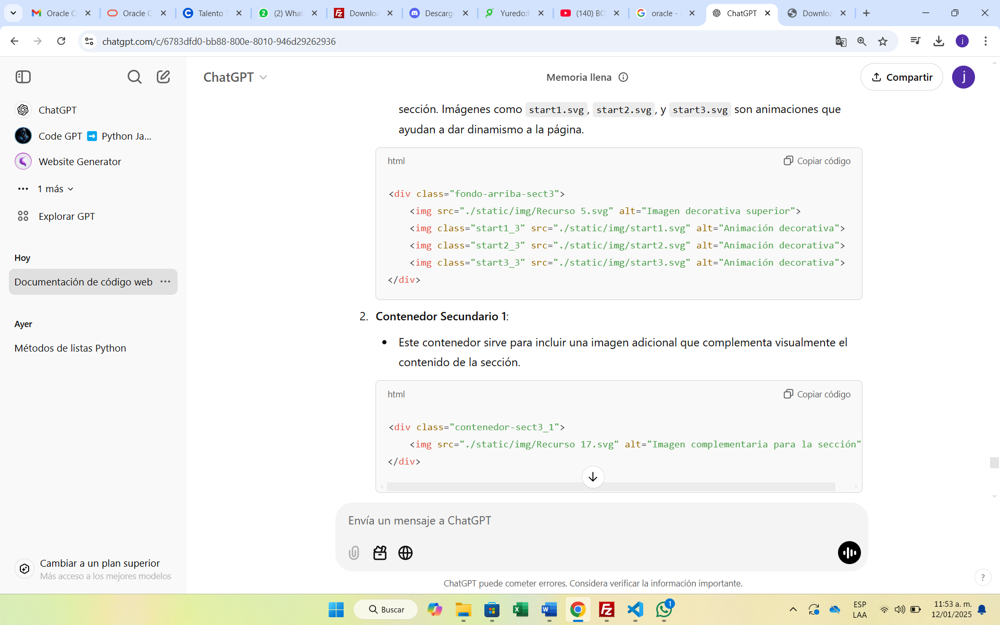 Oracle C
Oracle C
Talento T
(2) What
Downloa
Descarga
Yuredo:E
(140) BO
oracle -
ChatGPT
Downloa
chatgpt.com/c/6783dfd0-bb88-800e-8010-946d29262936
j
ChatGPT
Memoria llena
Compartir
j
ChatGPT
Code GPT ➡️ Python Ja...
Website Generator
1 más
Explorar GPT
Hoy
Documentación de código web
Ayer
Métodos de listas Python
Cambiar a un plan superior
Más acceso a los mejores modelos
sección. Imágenes como start1.svg, start2.svg, y start3.svg son animaciones que
ayudan a dar dinamismo a la página.
html
Copiar código
<div class="fondo-arriba-sect3">
<img src="./static/img/Recurso 5.svg" alt="Imagen decorativa superior">
<img class="start1_3" src="./static/img/start1.svg" alt="Animación decorativa">
<img class="start2_3" src="./static/img/start2.svg" alt="Animación decorativa">
<img class="start3_3" src="./static/img/start3.svg" alt="Animación decorativa">
</div>
2. Contenedor Secundario 1:
• Este contenedor sirve para incluir una imagen adicional que complementa visualmente el
contenido de la sección.
html
Copiar código
<div class="contenedor-sect3_1">
<img src="./static/img/Recurso 17.svg" alt="Imagen complementaria para la sección"
</div>
Envía un mensaje a ChatGPT
ChatGPT puede cometer errores. Considera verificar la información importante.
?
Buscar
1
ESP
LAA
11:53 a. m.
12/01/2025